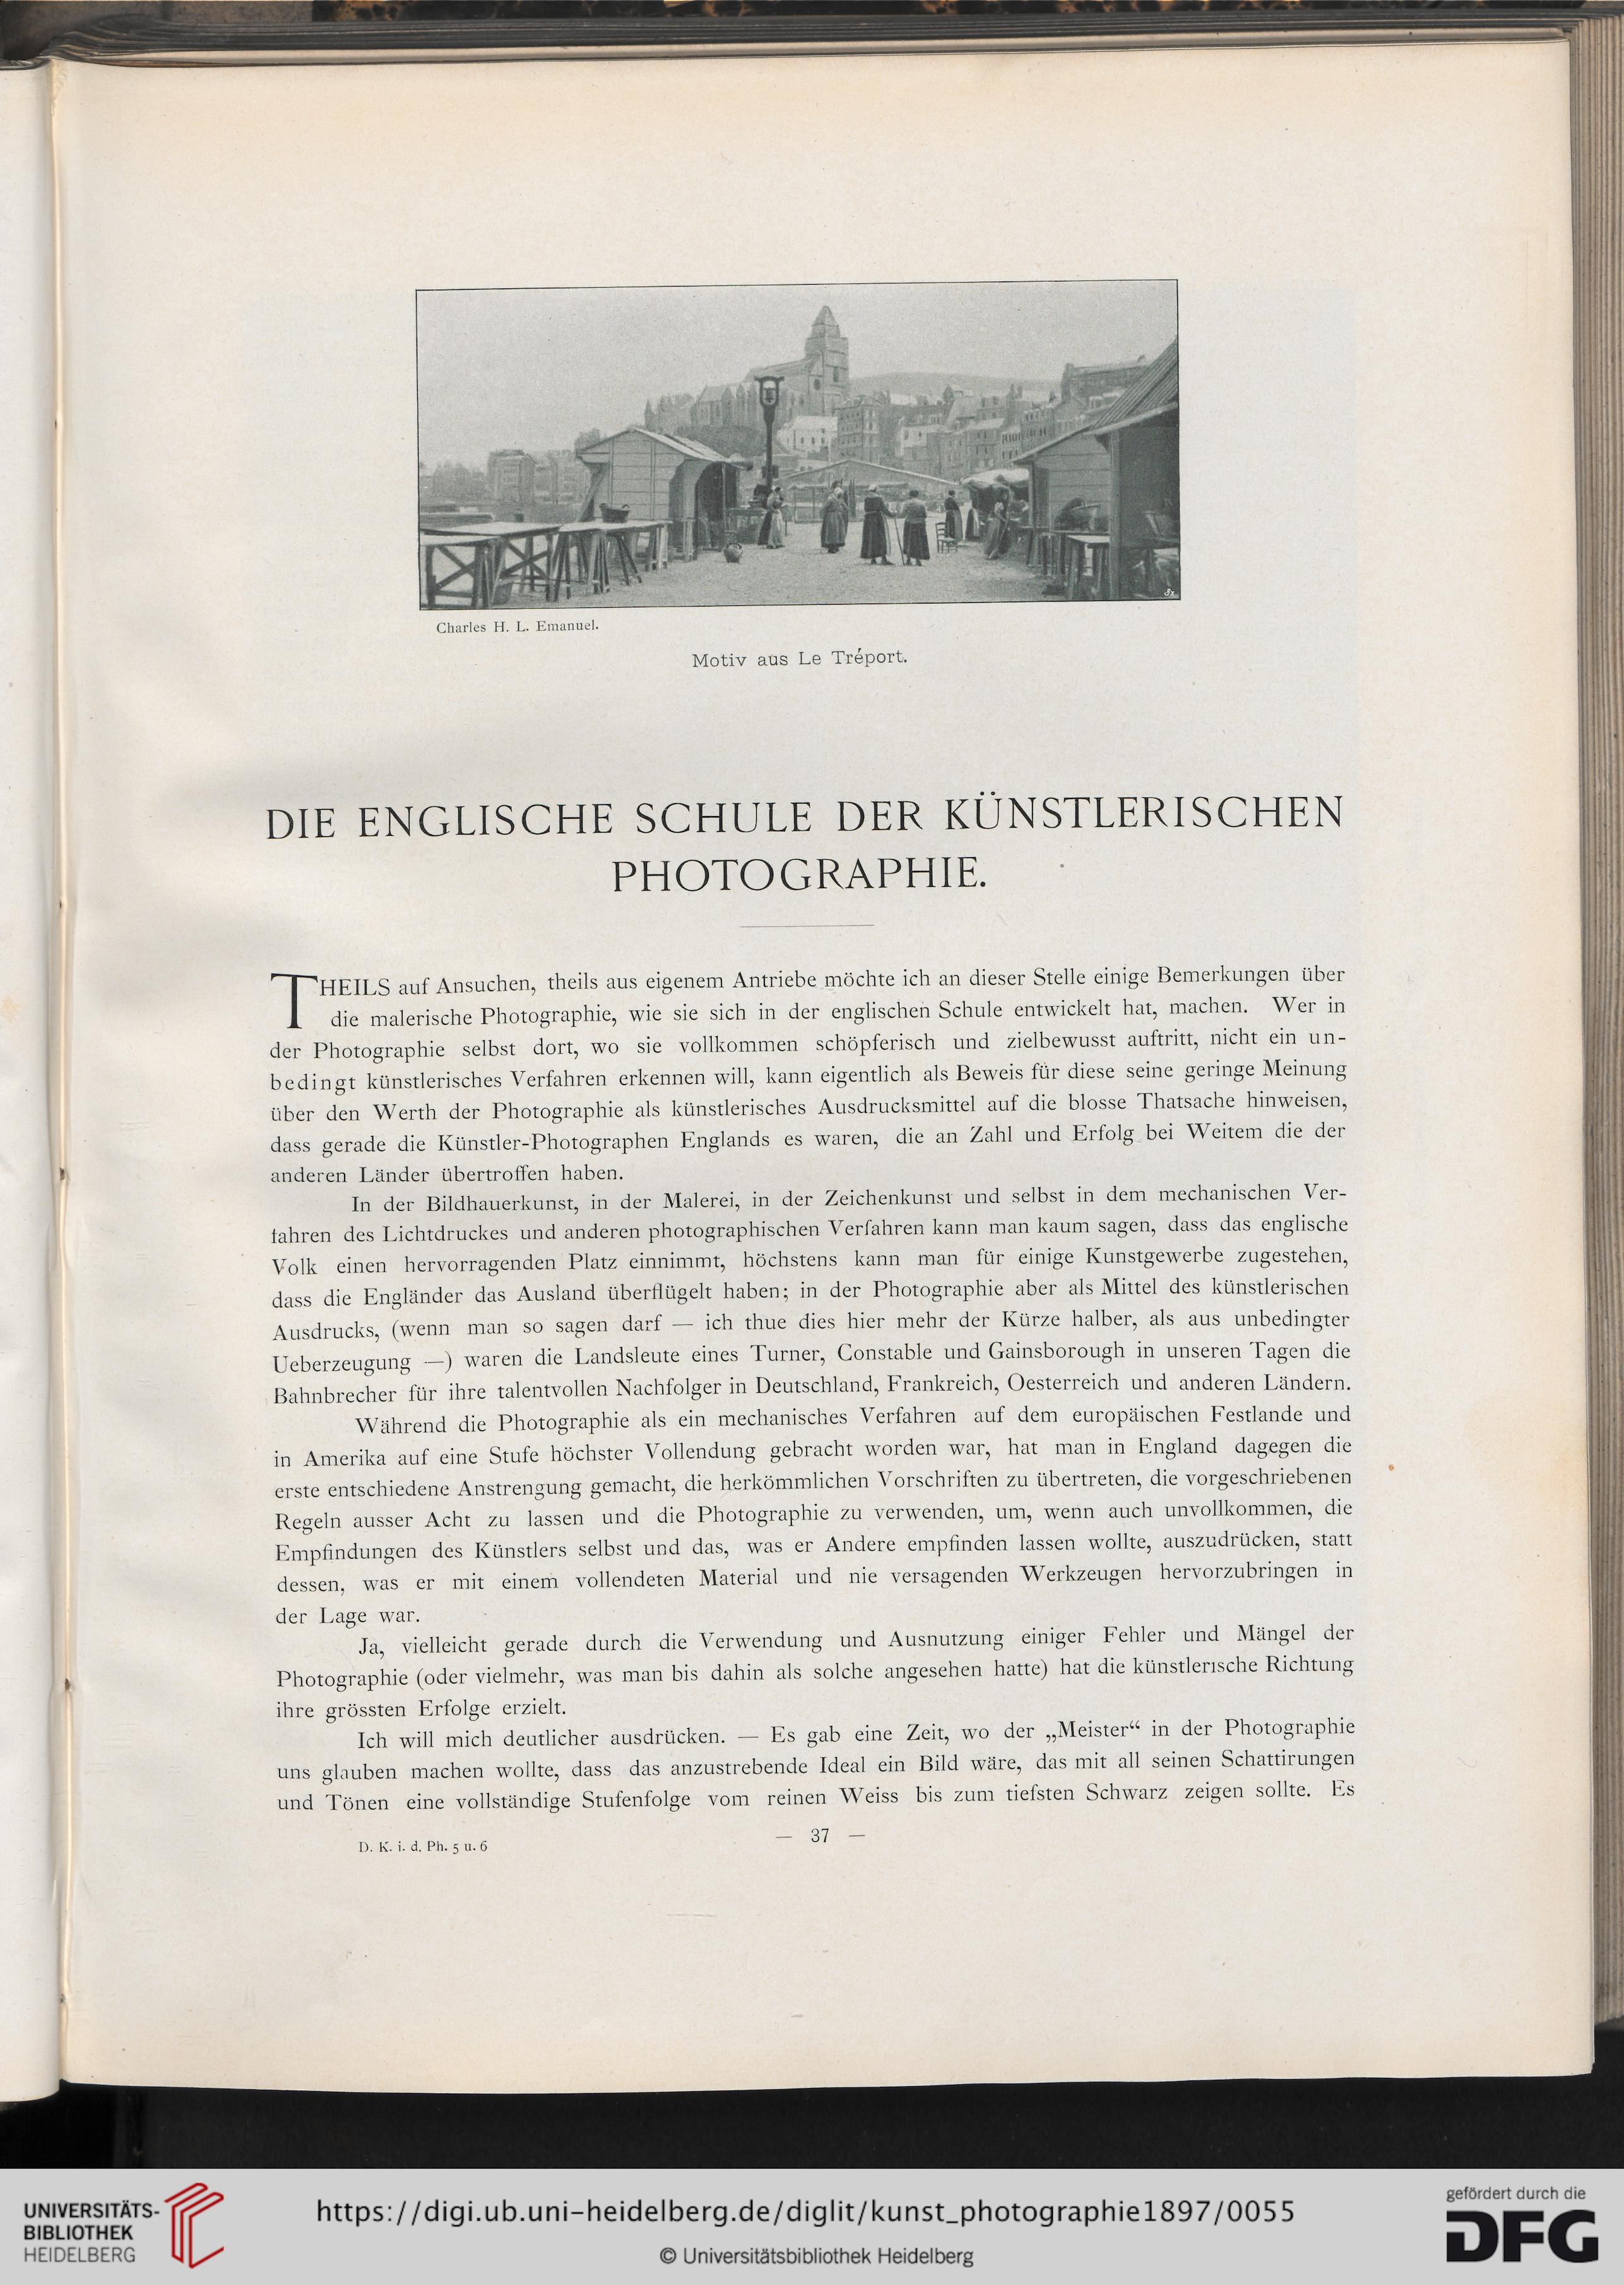 Charles H. L. Emanuel.
Motiv aus Le Tréport.
DIE ENGLISCHE SCHULE DER KÜNSTLERISCHEN
PHOTOGRAPHIE.
THEILS auf Ansuchen, theils aus eigenem Antriebe möchte ich an dieser Stelle einige Bemerkungen über
die malerische Photographie, wie sie sich in der englischen Schule entwickelt hat, machen. Wer in
der Photographie selbst dort, wo sie vollkommen schöpferisch und zielbewusst auftritt, nicht ein un-
bedingt künstlerisches Verfahren erkennen will, kann eigentlich als Beweis für diese seine geringe Meinung
über den Werth der Photographie als künstlerisches Ausdrucksmittel auf die blosse Thatsache hinweisen,
dass gerade die Künstler-Photographen Englands es waren, die an Zahl und Erfolg bei Weitem die der
anderen Länder übertroffen haben.
In der Bildhauerkunst, in der Malerei, in der Zeichenkunst und selbst in dem mechanischen Ver-
fahren des Lichtdruckes und anderen photographischen Verfahren kann man kaum sagen, dass das englische
Volk einen hervorragenden Platz einnimmt, höchstens kann man für einige Kunstgewerbe zugestehen,
dass die Engländer das Ausland überflügelt haben; in der Photographie aber als Mittel des künstlerischen
Ausdrucks, (wenn man so sagen darf — ich thue dies hier mehr der Kürze halber, als aus unbedingter
Ueberzeugung —) waren die Landsleute eines Turner, Constable und Gainsborough in unseren Tagen die
Bahnbrecher für ihre talentvollen Nachfolger in Deutschland, Frankreich, Oesterreich und anderen Ländern.
Während die Photographie als ein mechanisches Verfahren auf dem europäischen Festlande und
in Amerika auf eine Stufe höchster Vollendung gebracht worden war, hat man in England dagegen die
erste entschiedene Anstrengung gemacht, die herkömmlichen Vorschriften zu übertreten, die vorgeschriebenen
Regeln ausser Acht zu lassen und die Photographie zu verwenden, um, wenn auch unvollkommen, die
Empfindungen des Künstlers selbst und das, was er Andere empfinden lassen wollte, auszudrücken, statt
dessen, was er mit einem vollendeten Material und nie versagenden Werkzeugen hervorzubringen in
der Lage war.
Ja, vielleicht gerade durch die Verwendung und Ausnutzung einiger Fehler und Mängel der
Photographie (oder vielmehr, was man bis dahin als solche angesehen hatte) hat die künstlerische Richtung
ihre grössten Erfolge erzielt.
Ich will mich deutlicher ausdrücken. — Es gab eine Zeit, wo der „Meister“ in der Photographie
uns glauben machen wollte, dass das anzustrebende Ideal ein Bild wäre, das mit all seinen Schattirungen
und Tönen eine vollständige Stufenfolge vom reinen Weiss bis zum tiefsten Schwarz zeigen sollte. Es
D. K. i. d. Ph. 5 u. 6
— 37 —
UNIVERSITÄTS-
BIBLIOTHEK
HEIDELBERG
https://digi.ub.uni-heidelberg.de/diglit/kunst_photographie1897/0055
© Universitätsbibliothek Heidelberg
gefördert durch die
DFG